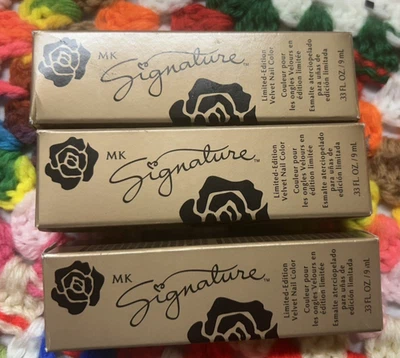 MK
Signature™
Limited-Edition
Velvet Nail Color
Couleur pour
les ongles Velours en
édition limitée
Esmalte aterciopelado
para uñas de
edición limitada
.33 FL. OZ. / 9 mL
MK
Signature™
Limited-Edition
Velvet Nail Color
Couleur pour
les ongles Velours en
édition limitée
Esmalte aterciopelado
para uñas de
edición limitada
.33 FL. OZ. / 9 mL
MK
Signature™
Limited-Edition
Velvet Nail Color
Couleur pour
les ongles Velours en
édition limitée
Esmalte aterciopelado
para uñas de
edición limitada
.33 FL. OZ. / 9 mL